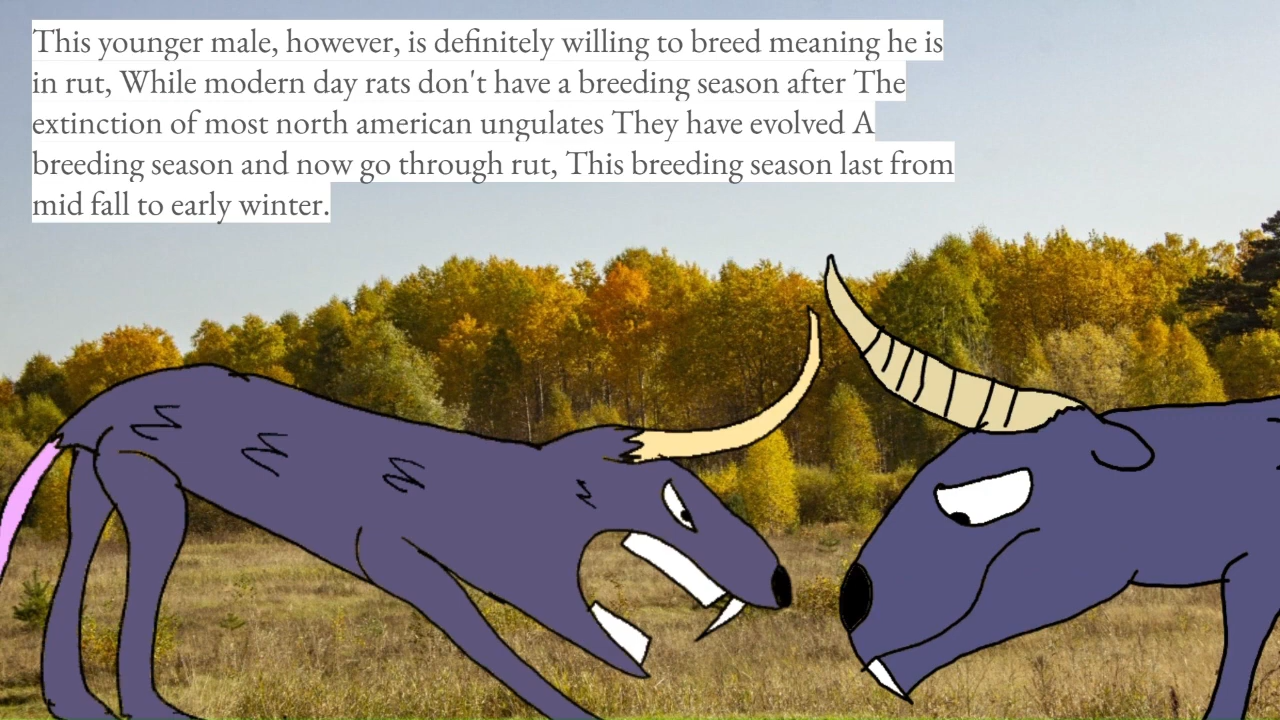 This younger male, however, is definitely willing to breed meaning he is
in rut, While modern day rats don't have a breeding season after The
extinction of most north american ungulates They have evolved A
breeding season and now go through rut, This breeding season last from
mid fall to early winter.